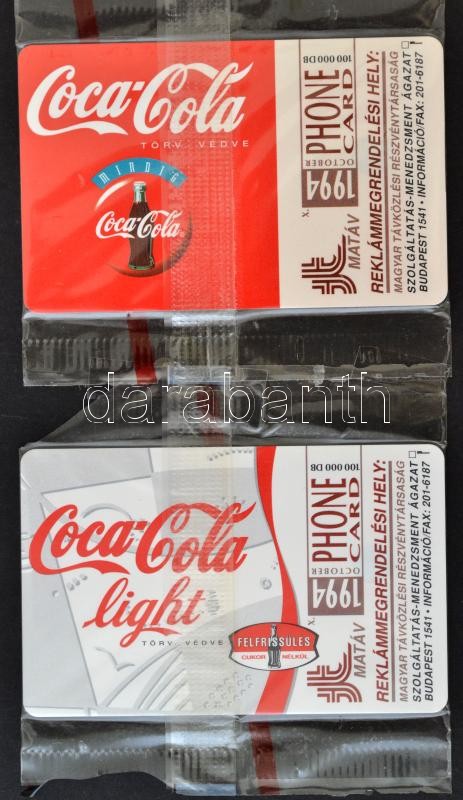 Coca-Cola
TÖRV. VÉDVE
MINDIG
Coca-Cola
X.
1994
OCTOBER
PHONE
CARD
100 000 DB
MATÁV
REKLÁMMEGRENDELÉSI HELY:
MAGYAR TÁVKÖZLÉSI RÉSZVÉNYTÁRSASÁG
SZOLGÁLTATÁS-MENEDZSMENT ÁGAZAT
BUDAPEST 1541 • INFORMÁCIÓ/FAX: 201-6187
darabanth
Coca-Cola
light
TÖRV. VÉDVE
FELFRISSÜLÉS
CUKOR NÉLKÜL
X.
1994
OCTOBER
PHONE
CARD
100 000 DB
MATÁV
REKLÁMMEGRENDELÉSI HELY:
MAGYAR TÁVKÖZLÉSI RÉSZVÉNYTÁRSASÁG
SZOLGÁLTATÁS-MENEDZSMENT ÁGAZAT
BUDAPEST 1541 • INFORMÁCIÓ/FAX: 201-6187